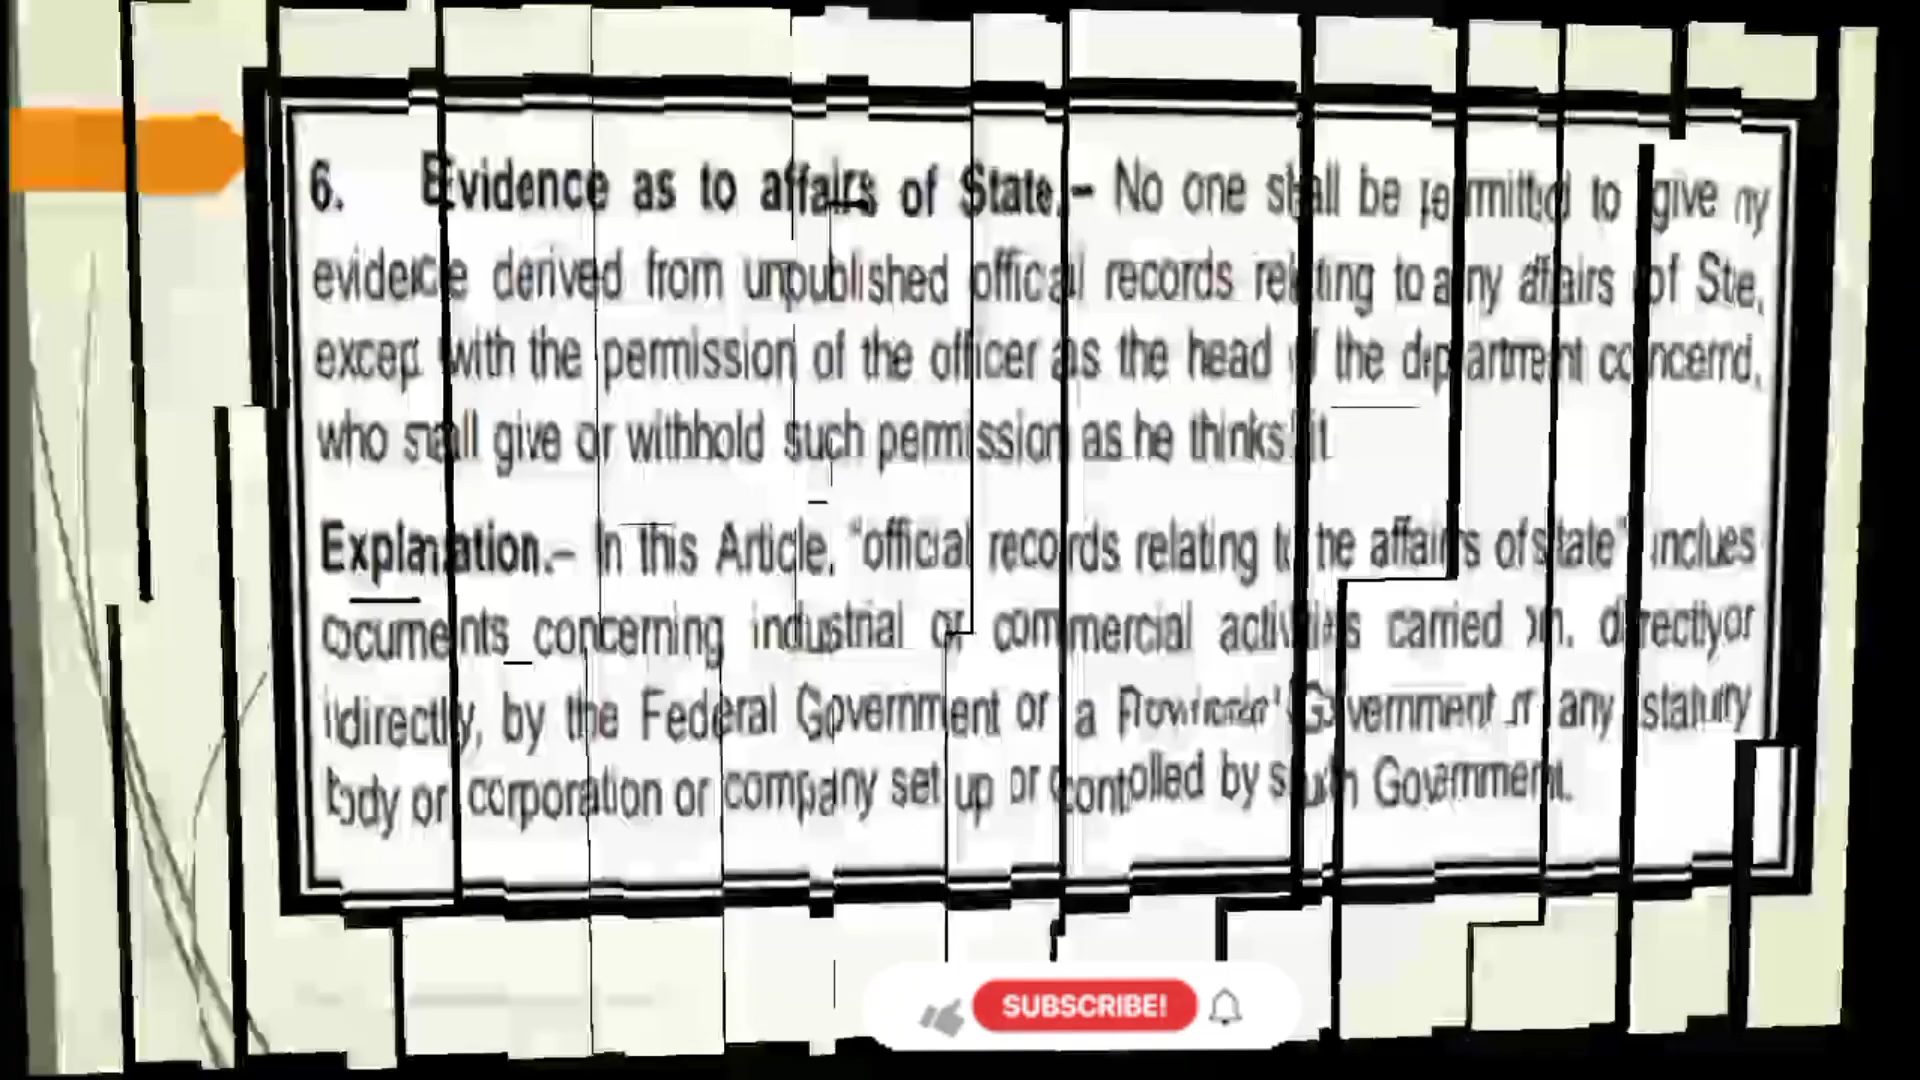 6. Evidence as to affairs of State.– No one shall be permitted to give any
evidence derived from unpublished official records relating to any affairs of State,
except with the permission of the officer as the head of the department concerned,
who shall give or withhold such permission as he thinks fit
Explanation.– In this Article, "official records relating to the affairs of state" includes
documents concerning industrial or commercial activities carried on, directly or
indirectly, by the Federal Government or a Provincial Government or any statutory
body or corporation or company set up or controlled by such Government.
SUBSCRIBE!